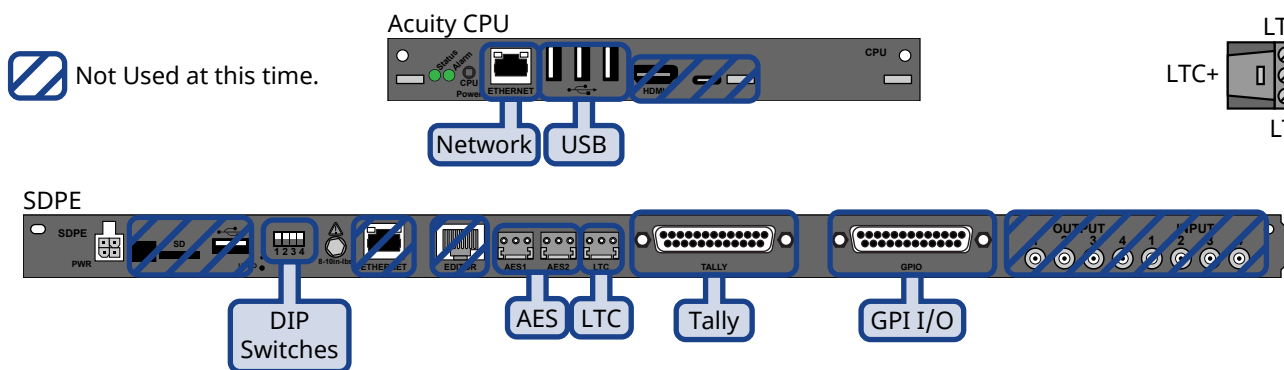 Acuity CPU
LT
Not Used at this time.
Status
Alarm
CPU
Power
ETHERNET
HDMI
CPU
LTC+
LT
Network
USB
SDPE
SDPE
PWR
SD
1 2 3 4
8-10in-lbs
ETHERNET
EDITOR
AES1
AES2
LTC
TALLY
GPIO
OUTPUT
INPUT
2 3 4 1 2 3
DIP
Switches
AES
LTC
Tally
GPI I/O